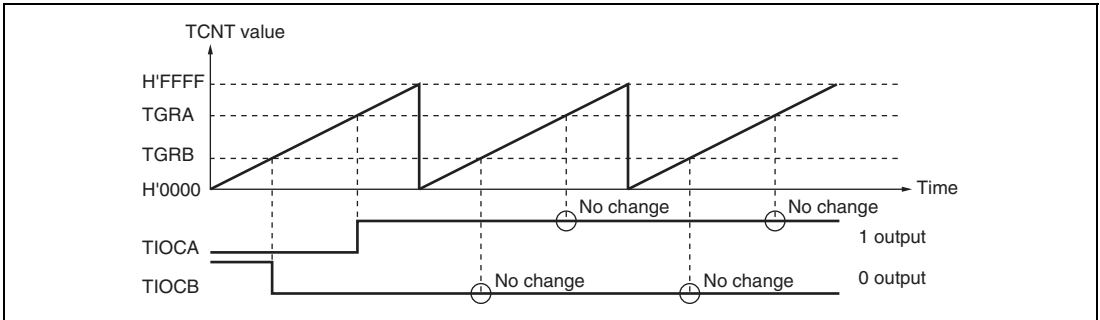 TCNT value
H'FFFF
TGRA
TGRB
H'0000
Time
No change
No change
1 output
TIOCA
No change
No change
0 output
TIOCB